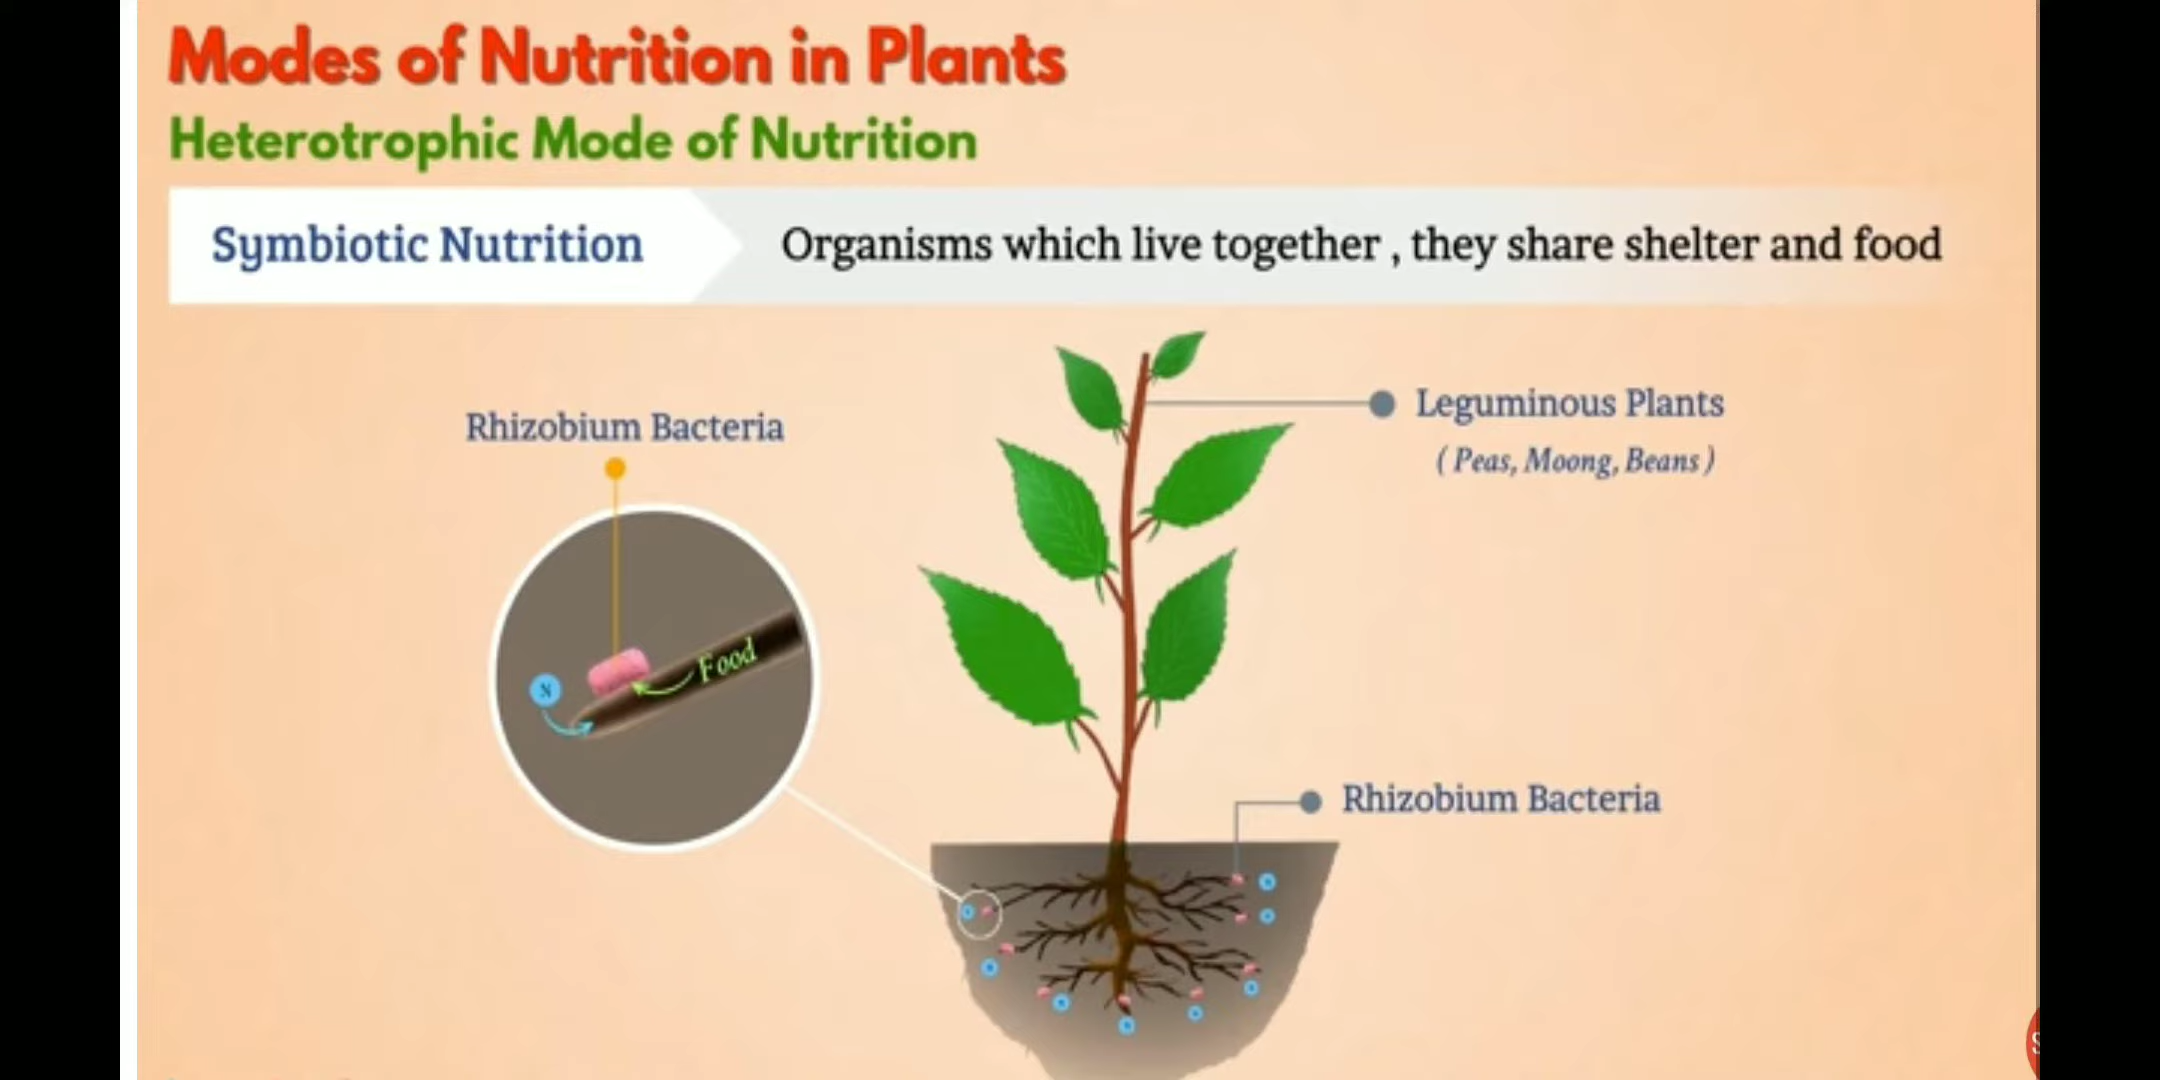 Modes of Nutrition in Plants
Heterotrophic Mode of Nutrition
Symbiotic Nutrition
Organisms which live together , they share shelter and food
Leguminous Plants
( Peas, Moong, Beans )
Rhizobium Bacteria
Food
N
Rhizobium Bacteria